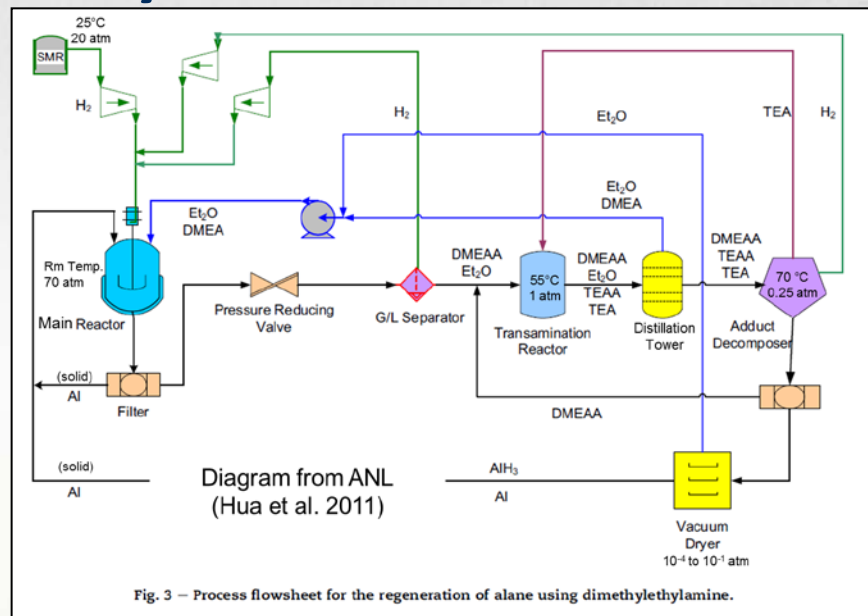 25°C
20 atm
SMR
H2
H2
Et2O
TEA
H2
Et2O
DMEA
Et2O
DMEA
Rm Temp.
70 atm
Main Reactor
Pressure Reducing
Valve
DMEAA
Et2O
G/L Separator
55°C
1 atm
Transamination
Reactor
DMEAA
Et2O
TEAA
TEA
Distillation
Tower
DMEAA
TEAA
TEA
70 °C
0.25 atm
Adduct
Decomposer
(solid)
Al
Filter
DMEAA
(solid)
Al
Diagram from ANL
(Hua et al. 2011)
AlH3
Al
Vacuum
Dryer
10-4 to 10-1 atm
Fig. 3 – Process flowsheet for the regeneration of alane using dimethylethylamine.